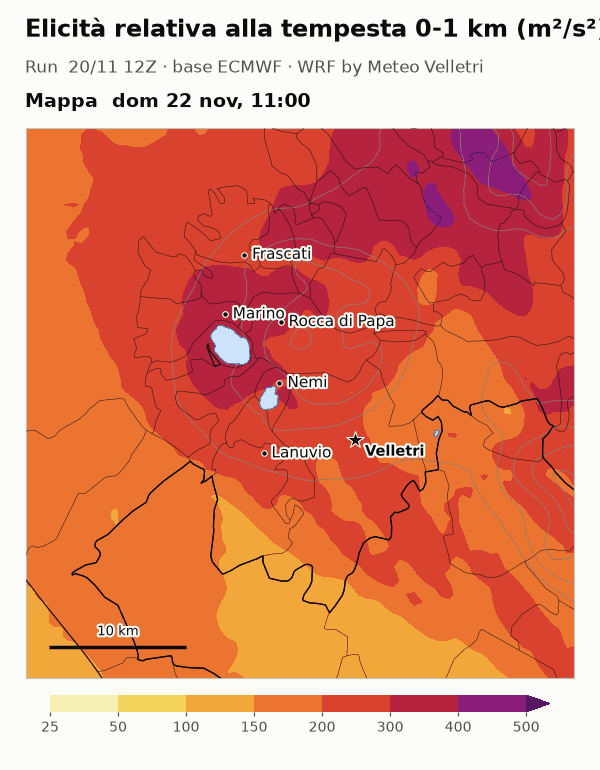 Elicità relativa alla tempesta 0-1 km (m²/s²)
Run 20/11 12Z · base ECMWF · WRF by Meteo Velletri
Mappa dom 22 nov, 11:00
Frascati
Marino
Rocca di Papa
Nemi
Velletri
Lanuvio
10 km
25 50 100 150 200 300 400 500